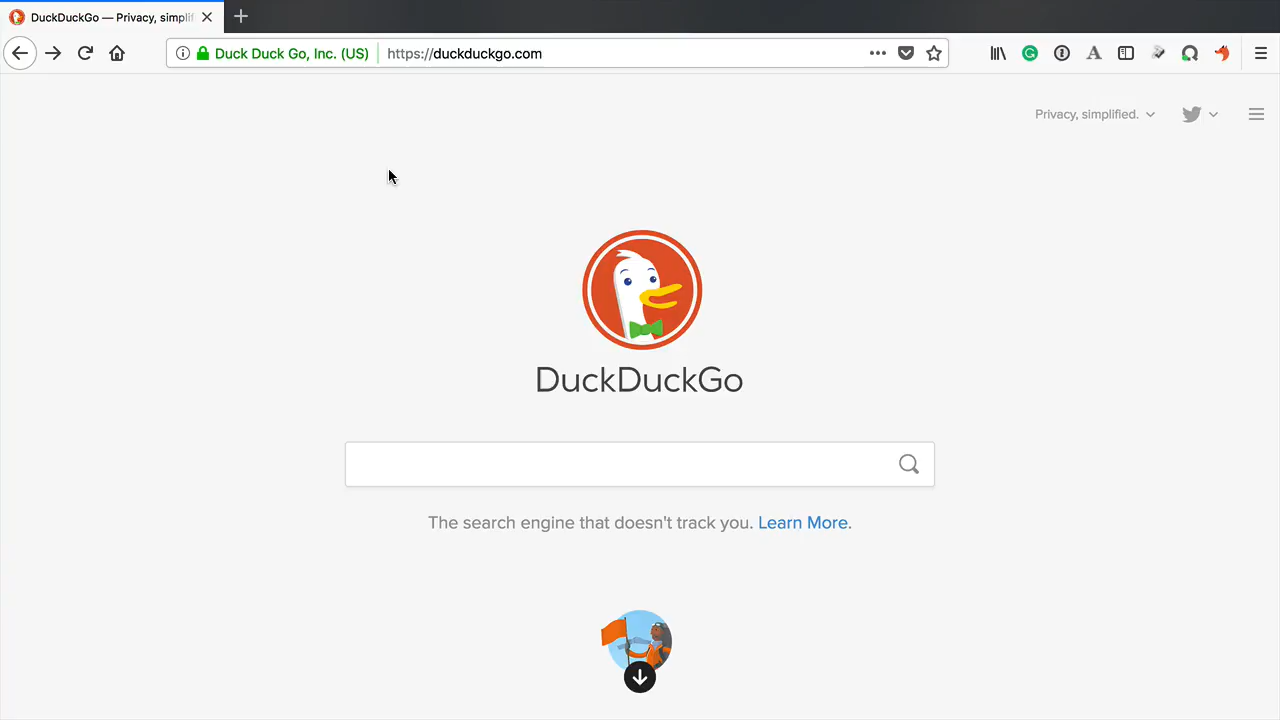 DuckDuckGo — Privacy, simplif
Duck Duck Go, Inc. (US) https://duckduckgo.com
Privacy, simplified.
DuckDuckGo
The search engine that doesn't track you. Learn More.